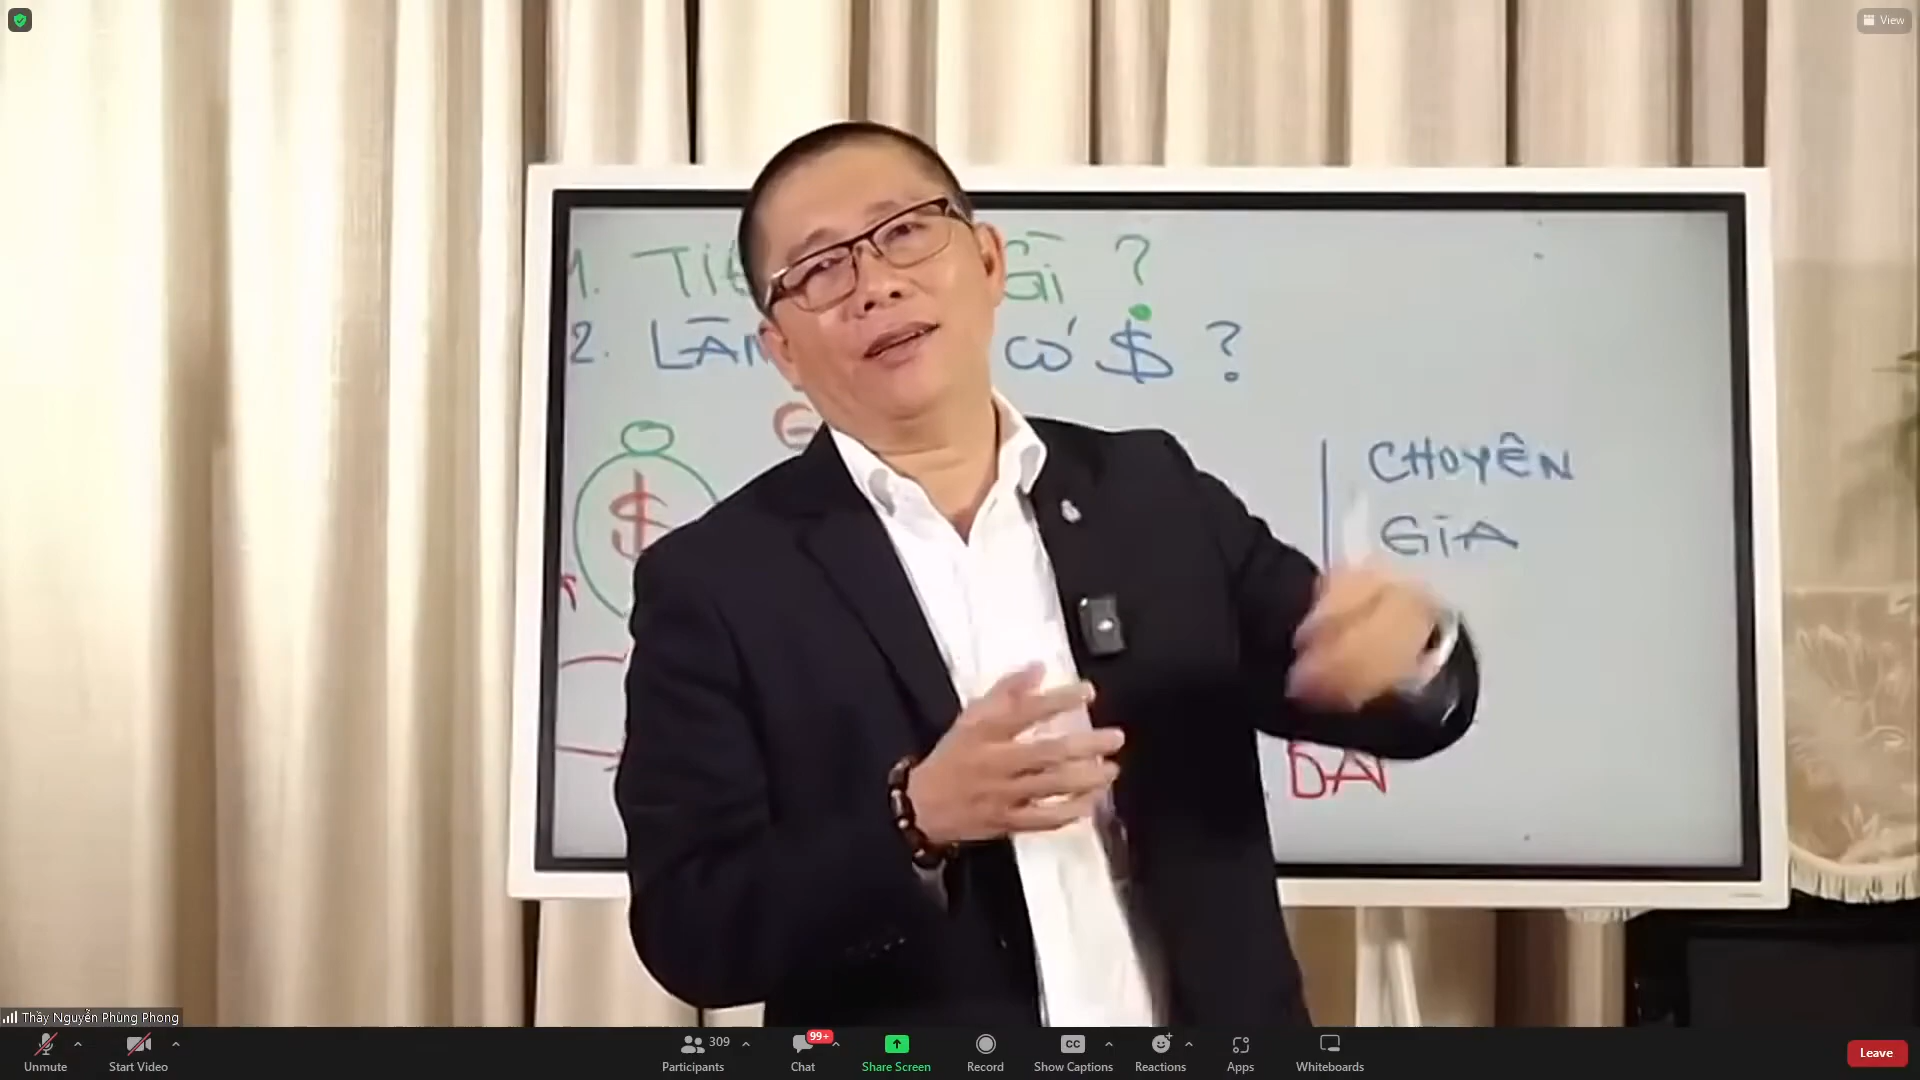 View
1. Tiề Gì ?
2. LÀM có $ ?
$
CHUYÊN
GIA
DÀI
Thầy Nguyễn Phùng Phong
Unmute
Start Video
309
Participants
99+
Chat
Share Screen
Record
CC
Show Captions
Reactions
Apps
Whiteboards
Leave